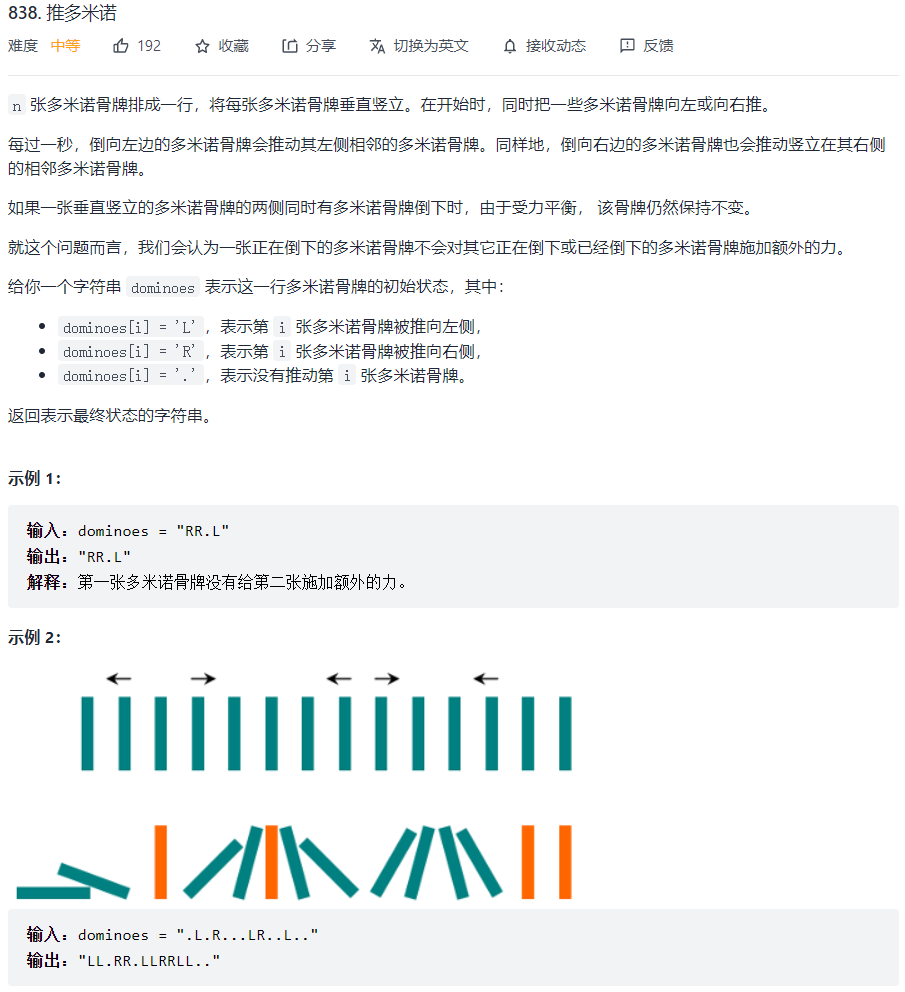 838. 推多米诺
难度 中等 192 收藏 分享 切换为英文 接收动态 反馈
n 张多米诺骨牌排成一行，将每张多米诺骨牌垂直竖立。在开始时，同时把一些多米诺骨牌向左或向右推。
每过一秒，倒向左边的多米诺骨牌会推动其左侧相邻的多米诺骨牌。同样地，倒向右边的多米诺骨牌也会推动竖立在其右侧
的相邻多米诺骨牌。
如果一张垂直竖立的多米诺骨牌的两侧同时有多米诺骨牌倒下时，由于受力平衡， 该骨牌仍然保持不变。
就这个问题而言，我们会认为一张正在倒下的多米诺骨牌不会对其它正在倒下或已经倒下的多米诺骨牌施加额外的力。
给你一个字符串 dominoes 表示这一行多米诺骨牌的初始状态，其中：
• dominoes[i] = 'L'，表示第 i 张多米诺骨牌被推向左侧，
• dominoes[i] = 'R'，表示第 i 张多米诺骨牌被推向右侧，
• dominoes[i] = '.'，表示没有推动第 i 张多米诺骨牌。
返回表示最终状态的字符串。
示例 1：
输入：dominoes = "RR.L"
输出："RR.L"
解释：第一张多米诺骨牌没有给第二张施加额外的力。
示例 2：
输入：dominoes = ".L.R...LR..L.."
输出："LL.RR.LLRRLL.."